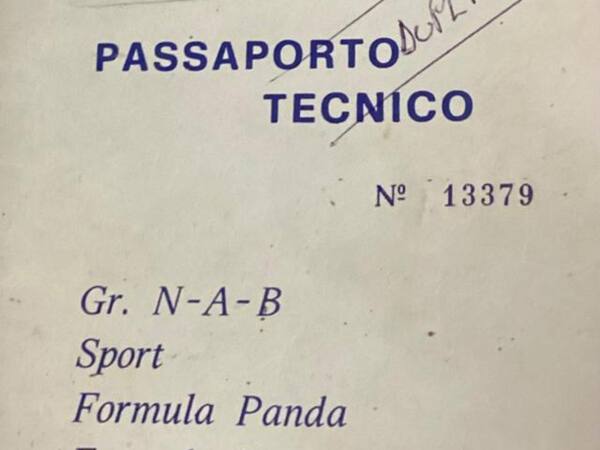 PASSAPORTO
TECNICO
Nº 13379
Gr. N-A-B
Sport
Formula Panda